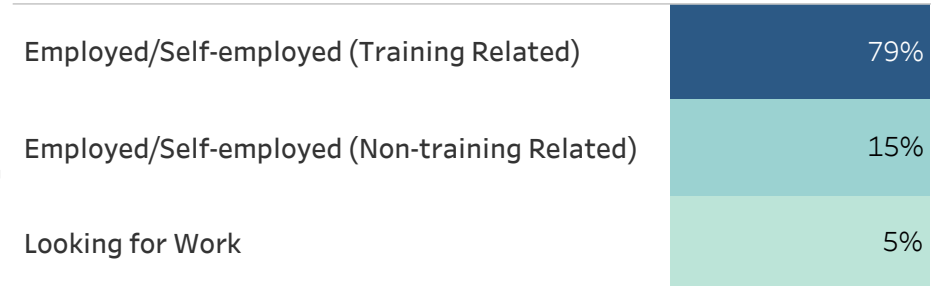 Employed/Self-employed (Training Related) 79%
Employed/Self-employed (Non-training Related) 15%
Looking for Work 5%